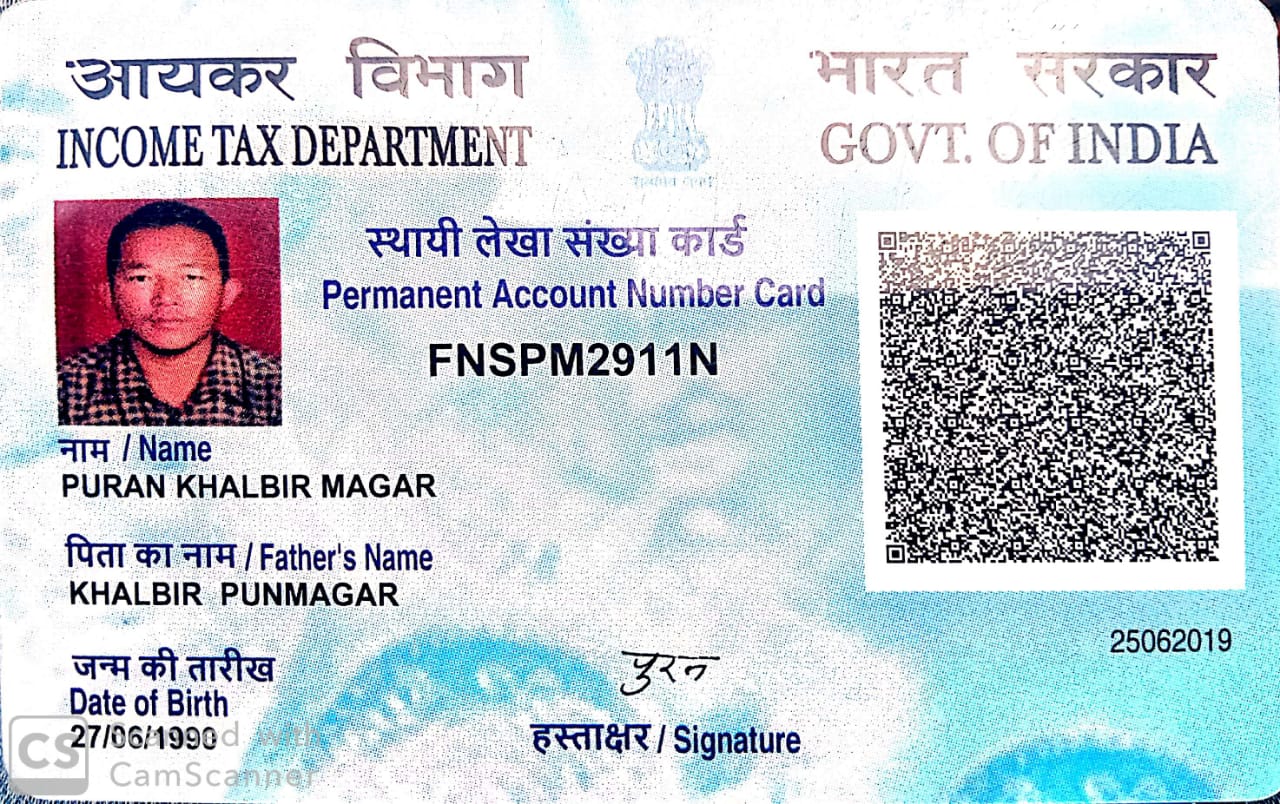 आयकर विभाग
INCOME TAX DEPARTMENT
भारत सरकार
GOVT. OF INDIA
स्थायी लेखा संख्या कार्ड
Permanent Account Number Card
FNSPM2911N
नाम / Name
PURAN KHALBIR MAGAR
पिता का नाम / Father's Name
KHALBIR PUNMAGAR
25062019
जन्म की तारीख
Date of Birth
27/06/1990
पुरन
हस्ताक्षर / Signature
CS
Scanned with
CamScanner